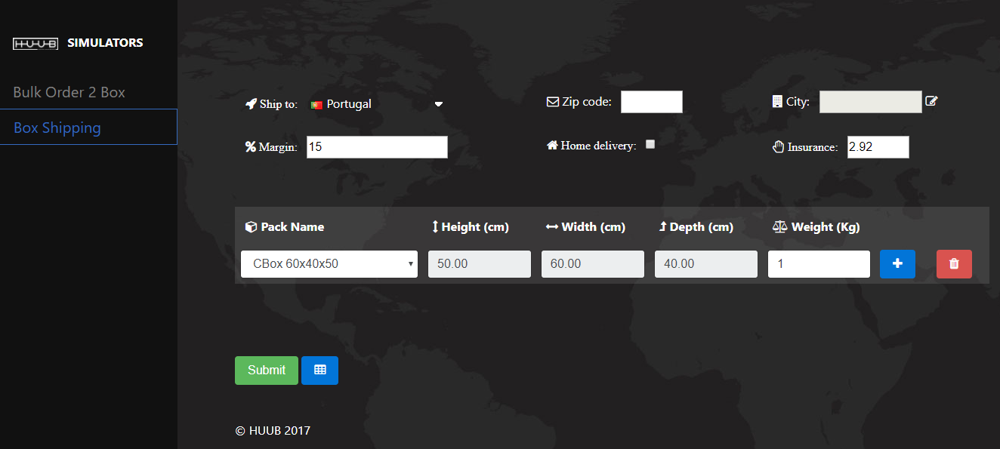 HUUB SIMULATORS
Bulk Order 2 Box
Box Shipping
Ship to: Portugal Zip code: City:
Margin: 15 Home delivery: Insurance: 2.92
Pack Name Height (cm) Width (cm) Depth (cm) Weight (Kg)
CBox 60x40x50 50.00 60.00 40.00 1
Submit
© HUUB 2017